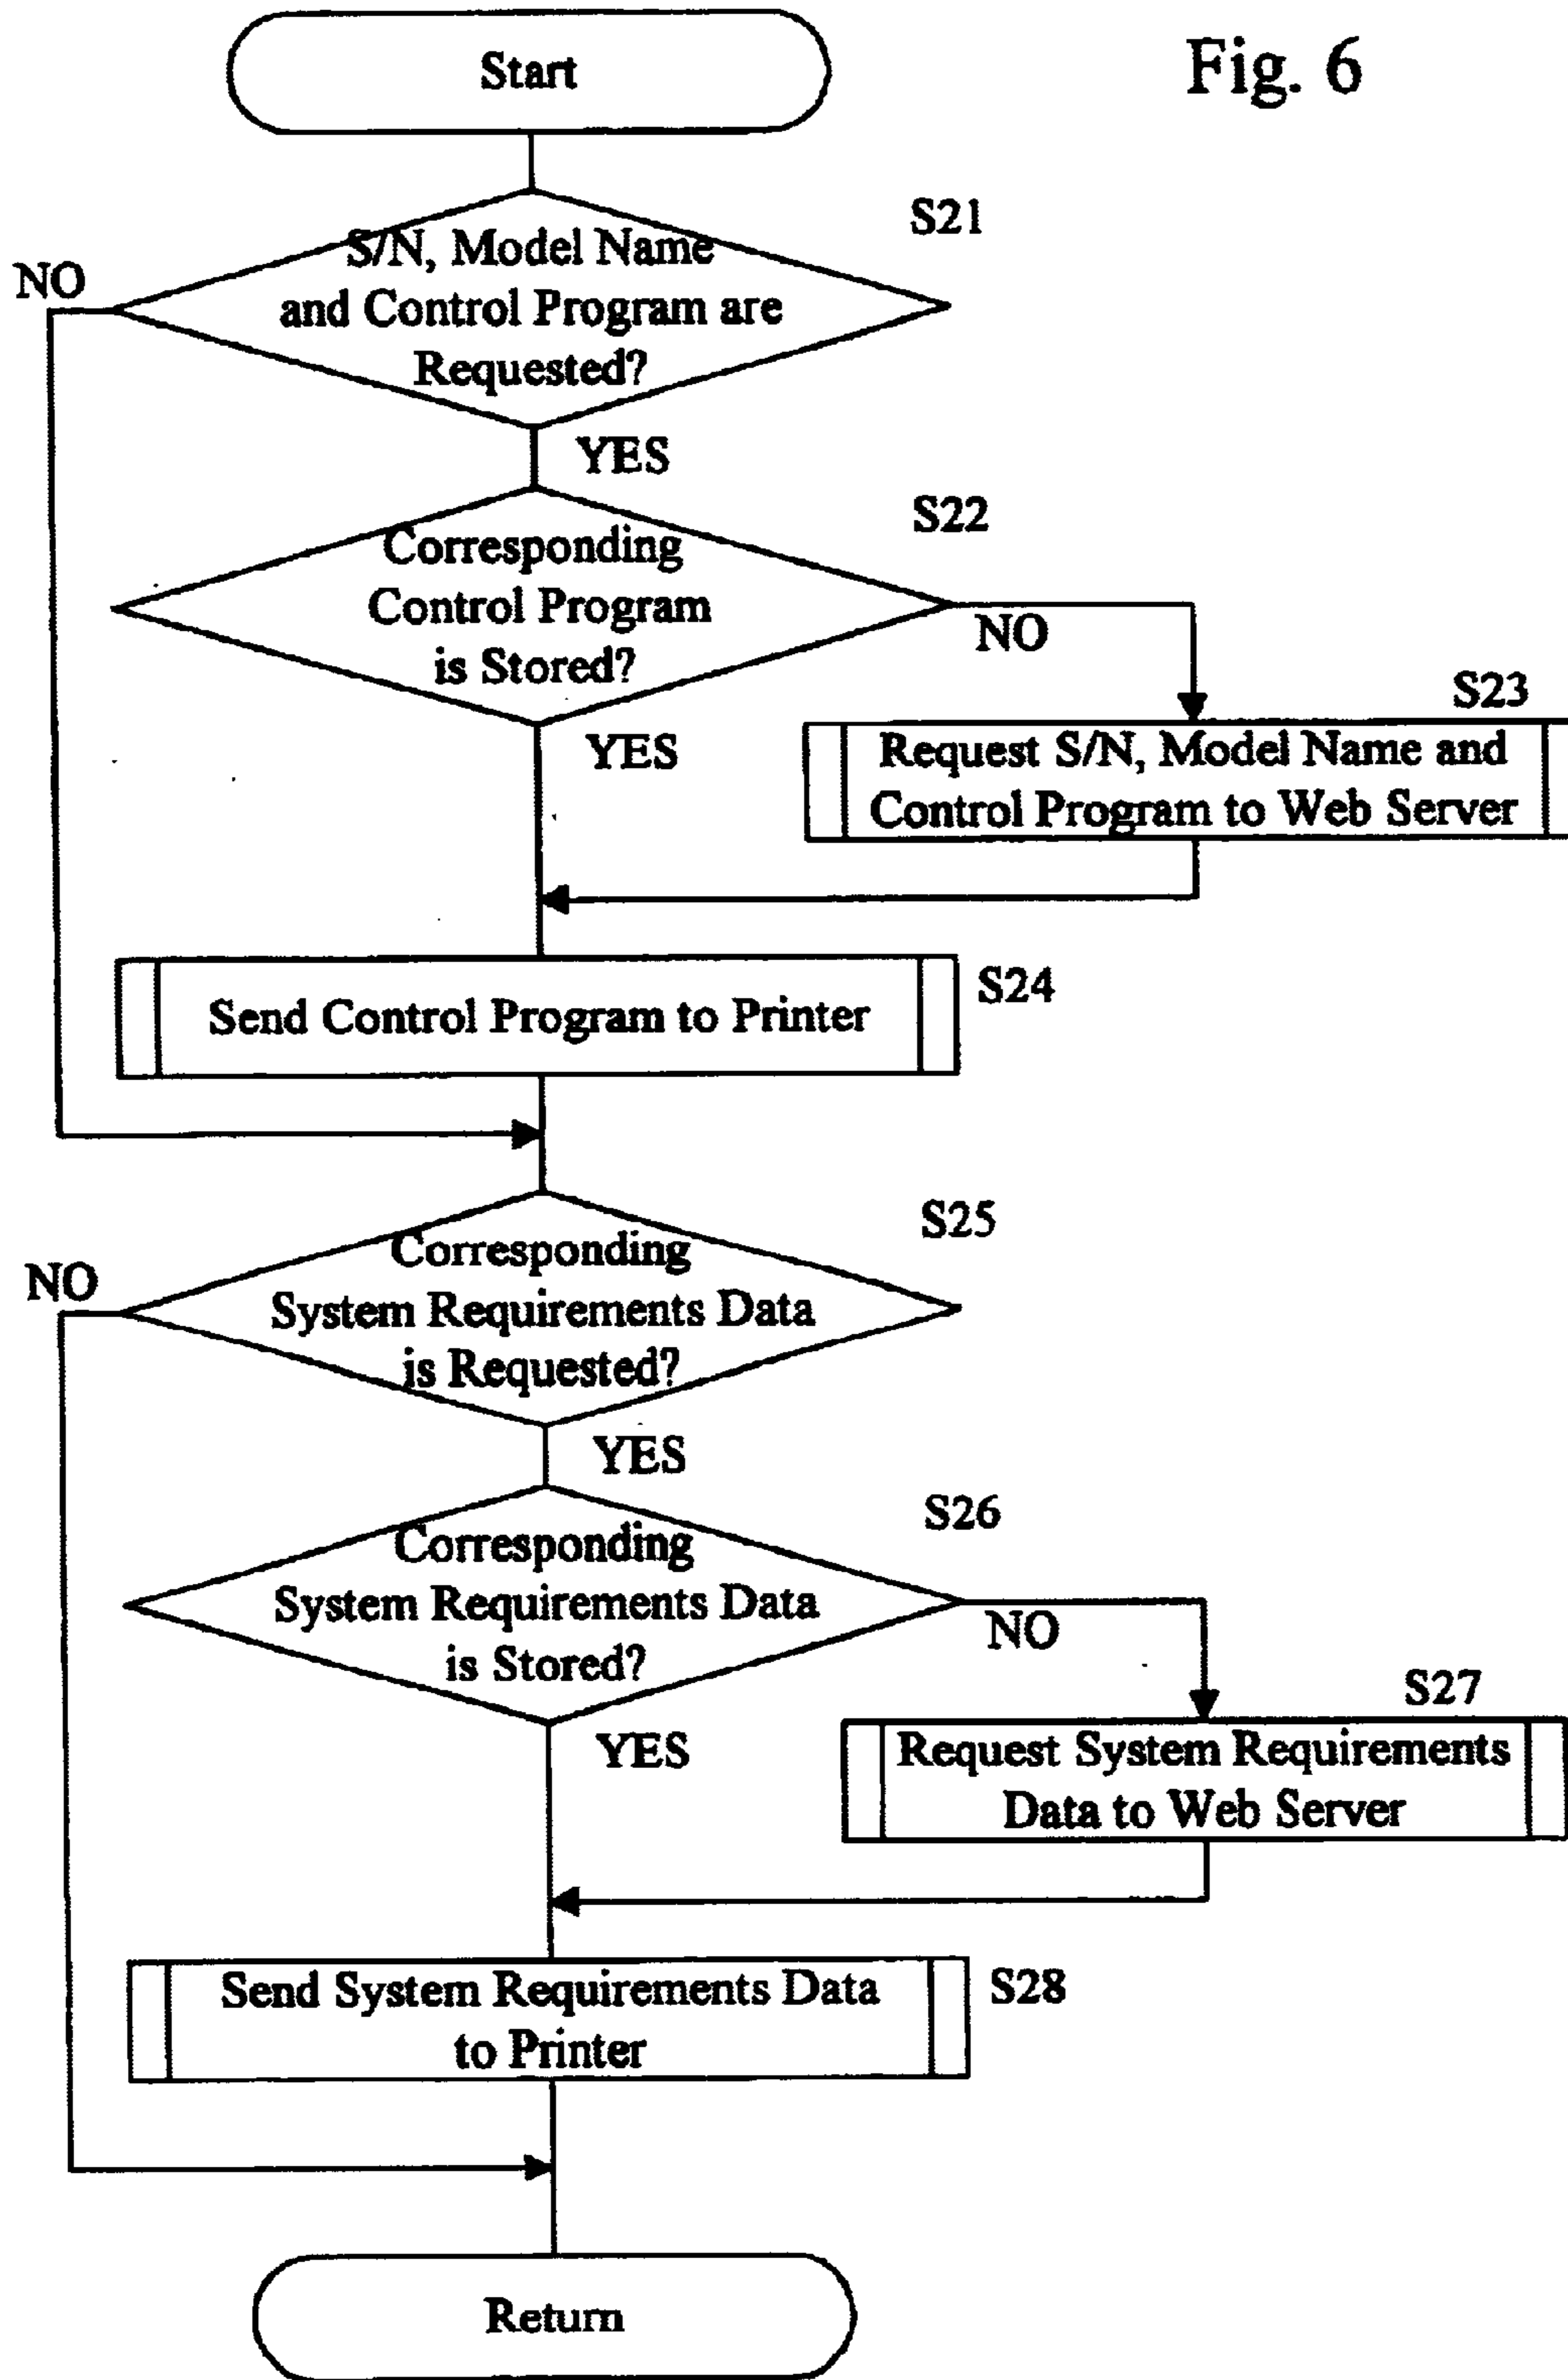 Fig. 6
Start
S21
S/N, Model Name
and Control Program are
Requested?
NO
YES
S22
Corresponding
Control Program
is Stored?
NO
YES
S23
Request S/N, Model Name and
Control Program to Web Server
S24
Send Control Program to Printer
S25
Corresponding
System Requirements Data
is Requested?
NO
YES
S26
Corresponding
System Requirements Data
is Stored?
NO
YES
S27
Request System Requirements
Data to Web Server
S28
Send System Requirements Data
to Printer
Return